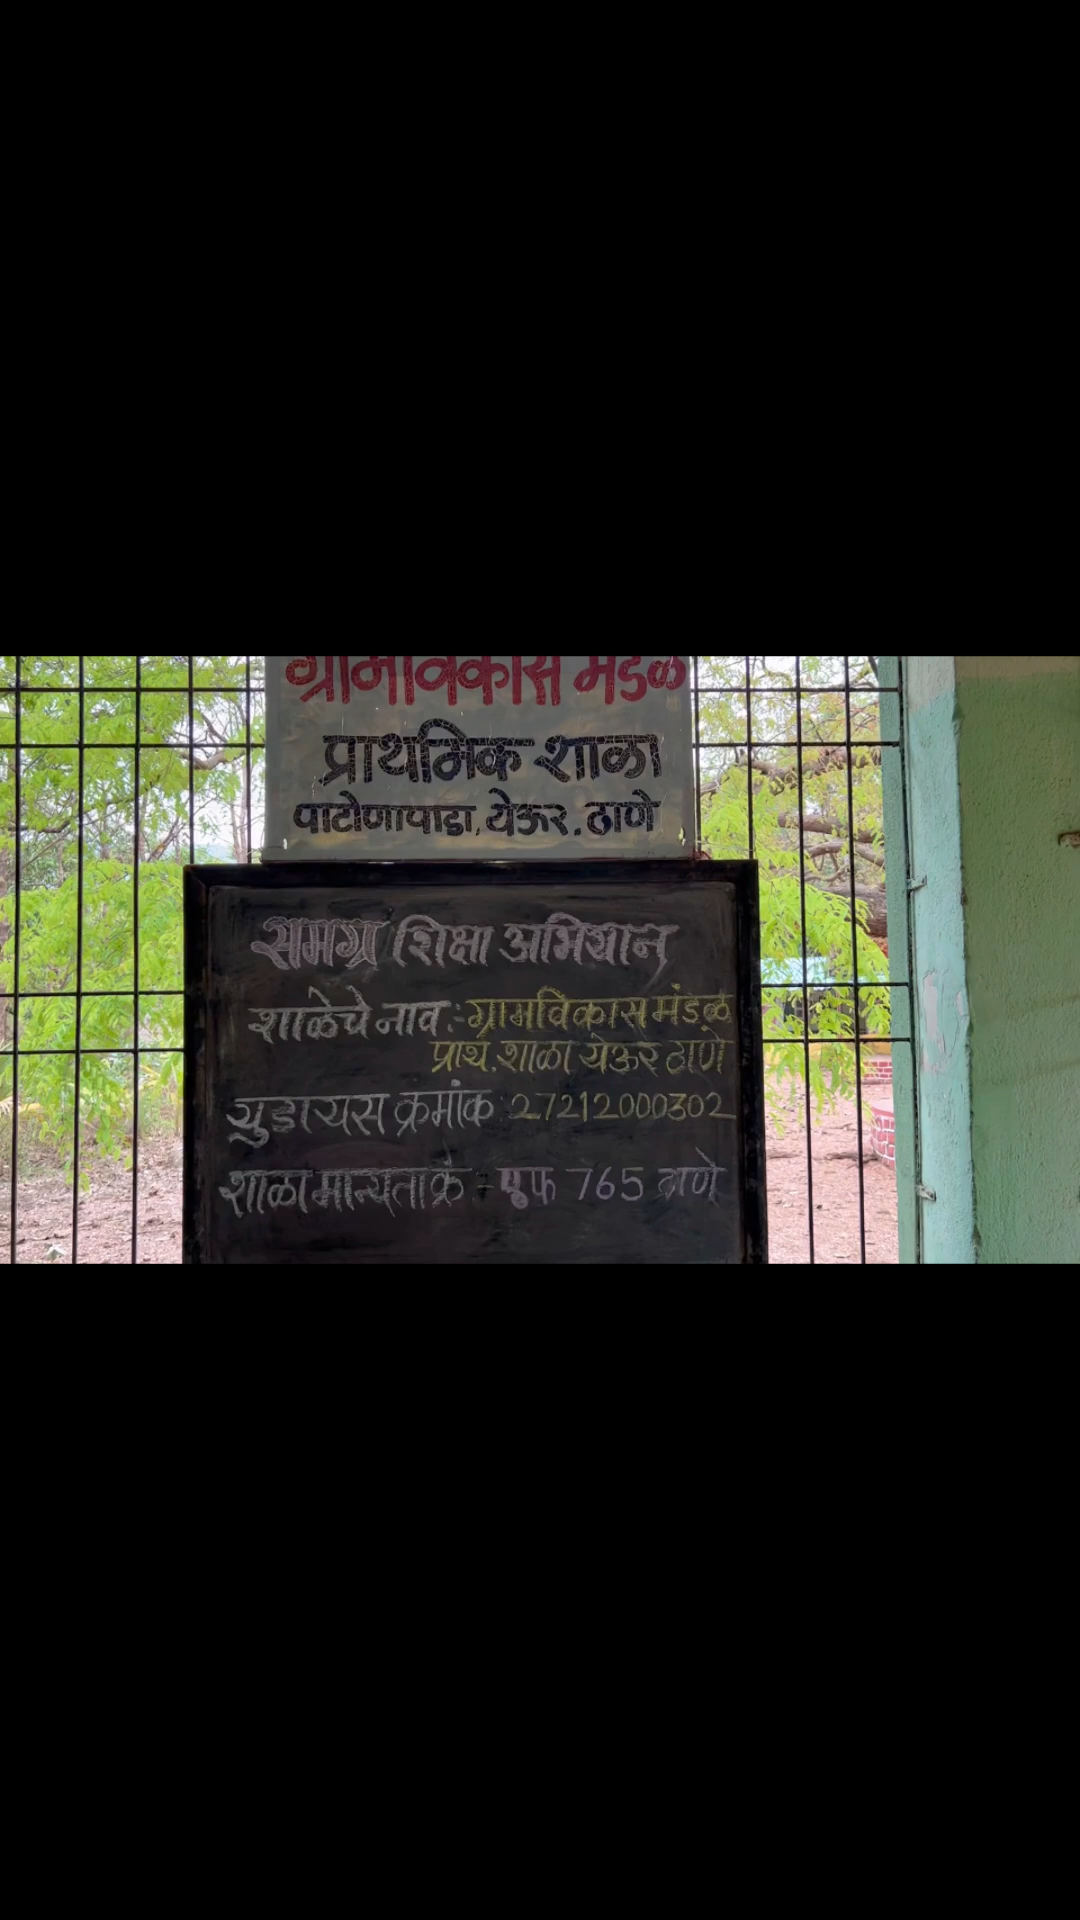 ग्रामविकास मंडळ
प्राथमिक शाळा
पाटोणापाडा, येऊर. ठाणे
समग्र शिक्षा अभियान
शाळेचे नाव :- ग्रामविकास मंडळ
प्राथ. शाळा येऊर ठाणे
युडायस क्रमांक 27212000302
शाळा मान्यता क्रं - एफ 765 ठाणे